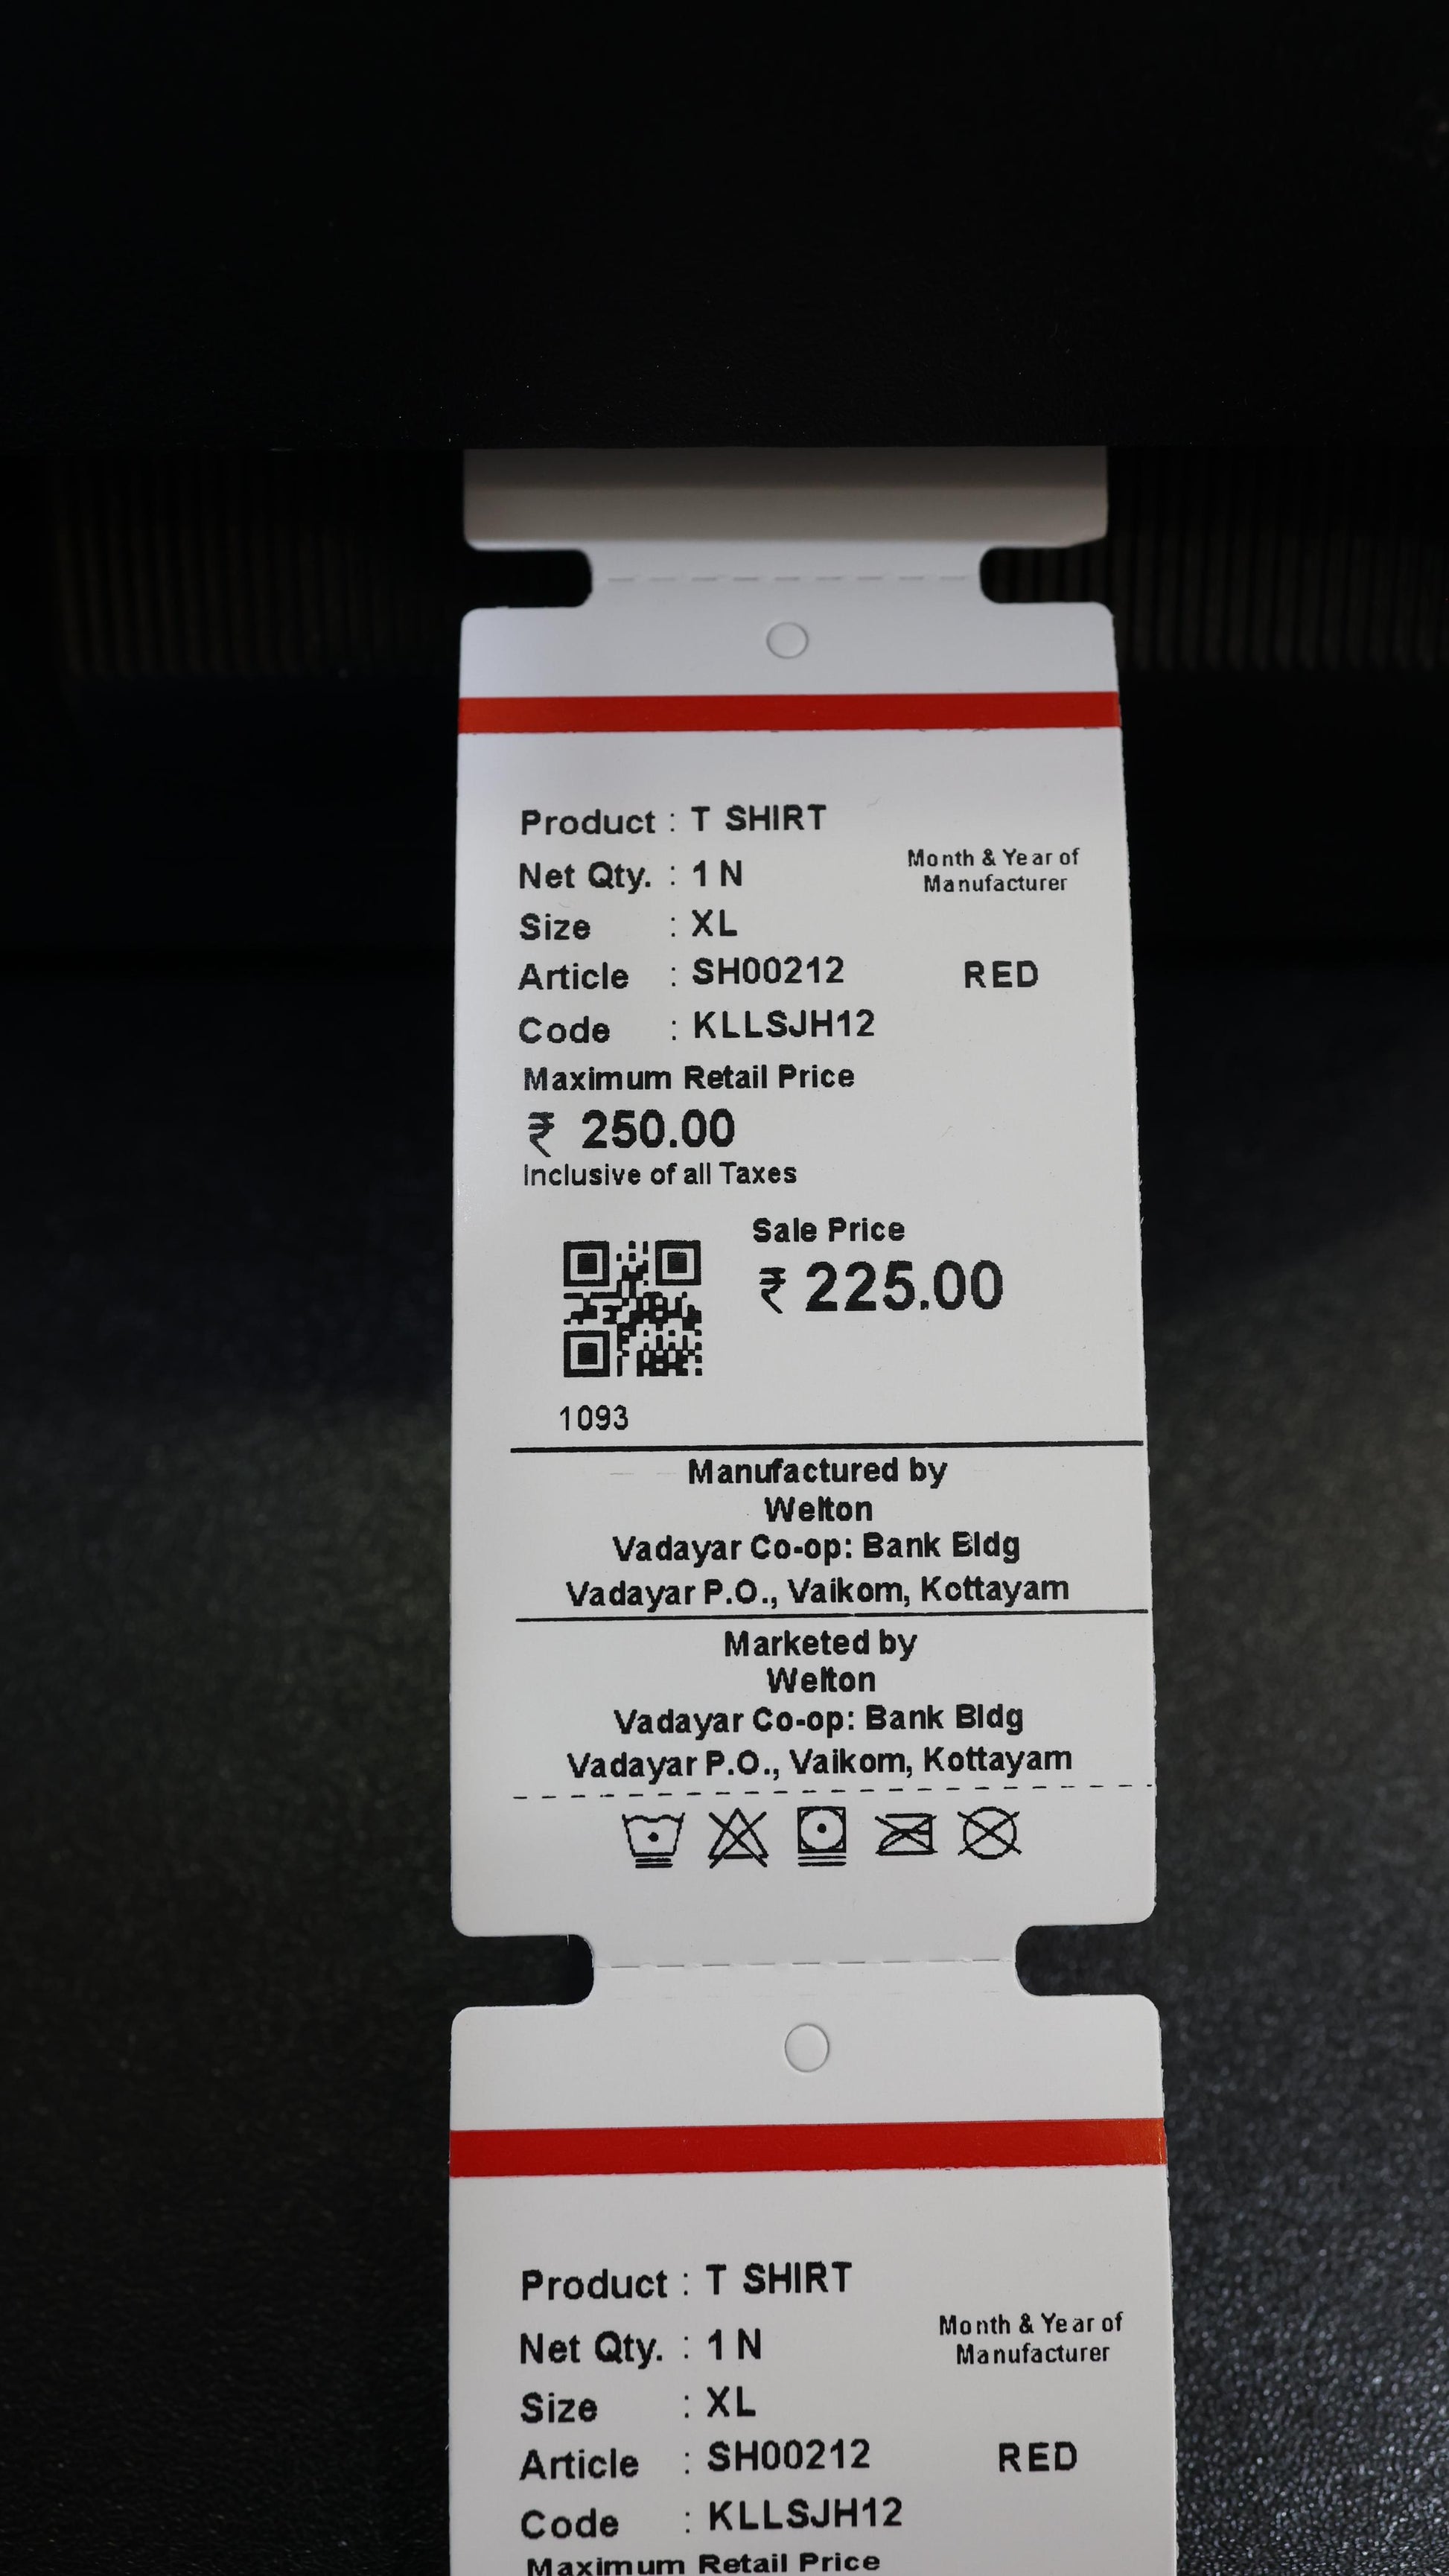 Product : T SHIRT
Month & Year of
Manufacturer
Net Qty. : 1 N
Size : XL
Article : SH00212 RED
Code : KLLSJH12
Maximum Retail Price
₹ 250.00
Inclusive of all Taxes
Sale Price
₹ 225.00
1093
Manufactured by
Welton
Vadayar Co-op: Bank Bldg
Vadayar P.O., Vaikom, Kottayam
Marketed by
Welton
Vadayar Co-op: Bank Bldg
Vadayar P.O., Vaikom, Kottayam
Product : T SHIRT
Month & Year of
Manufacturer
Net Qty. : 1 N
Size : XL
Article : SH00212 RED
Code : KLLSJH12
Maximum Retail Price